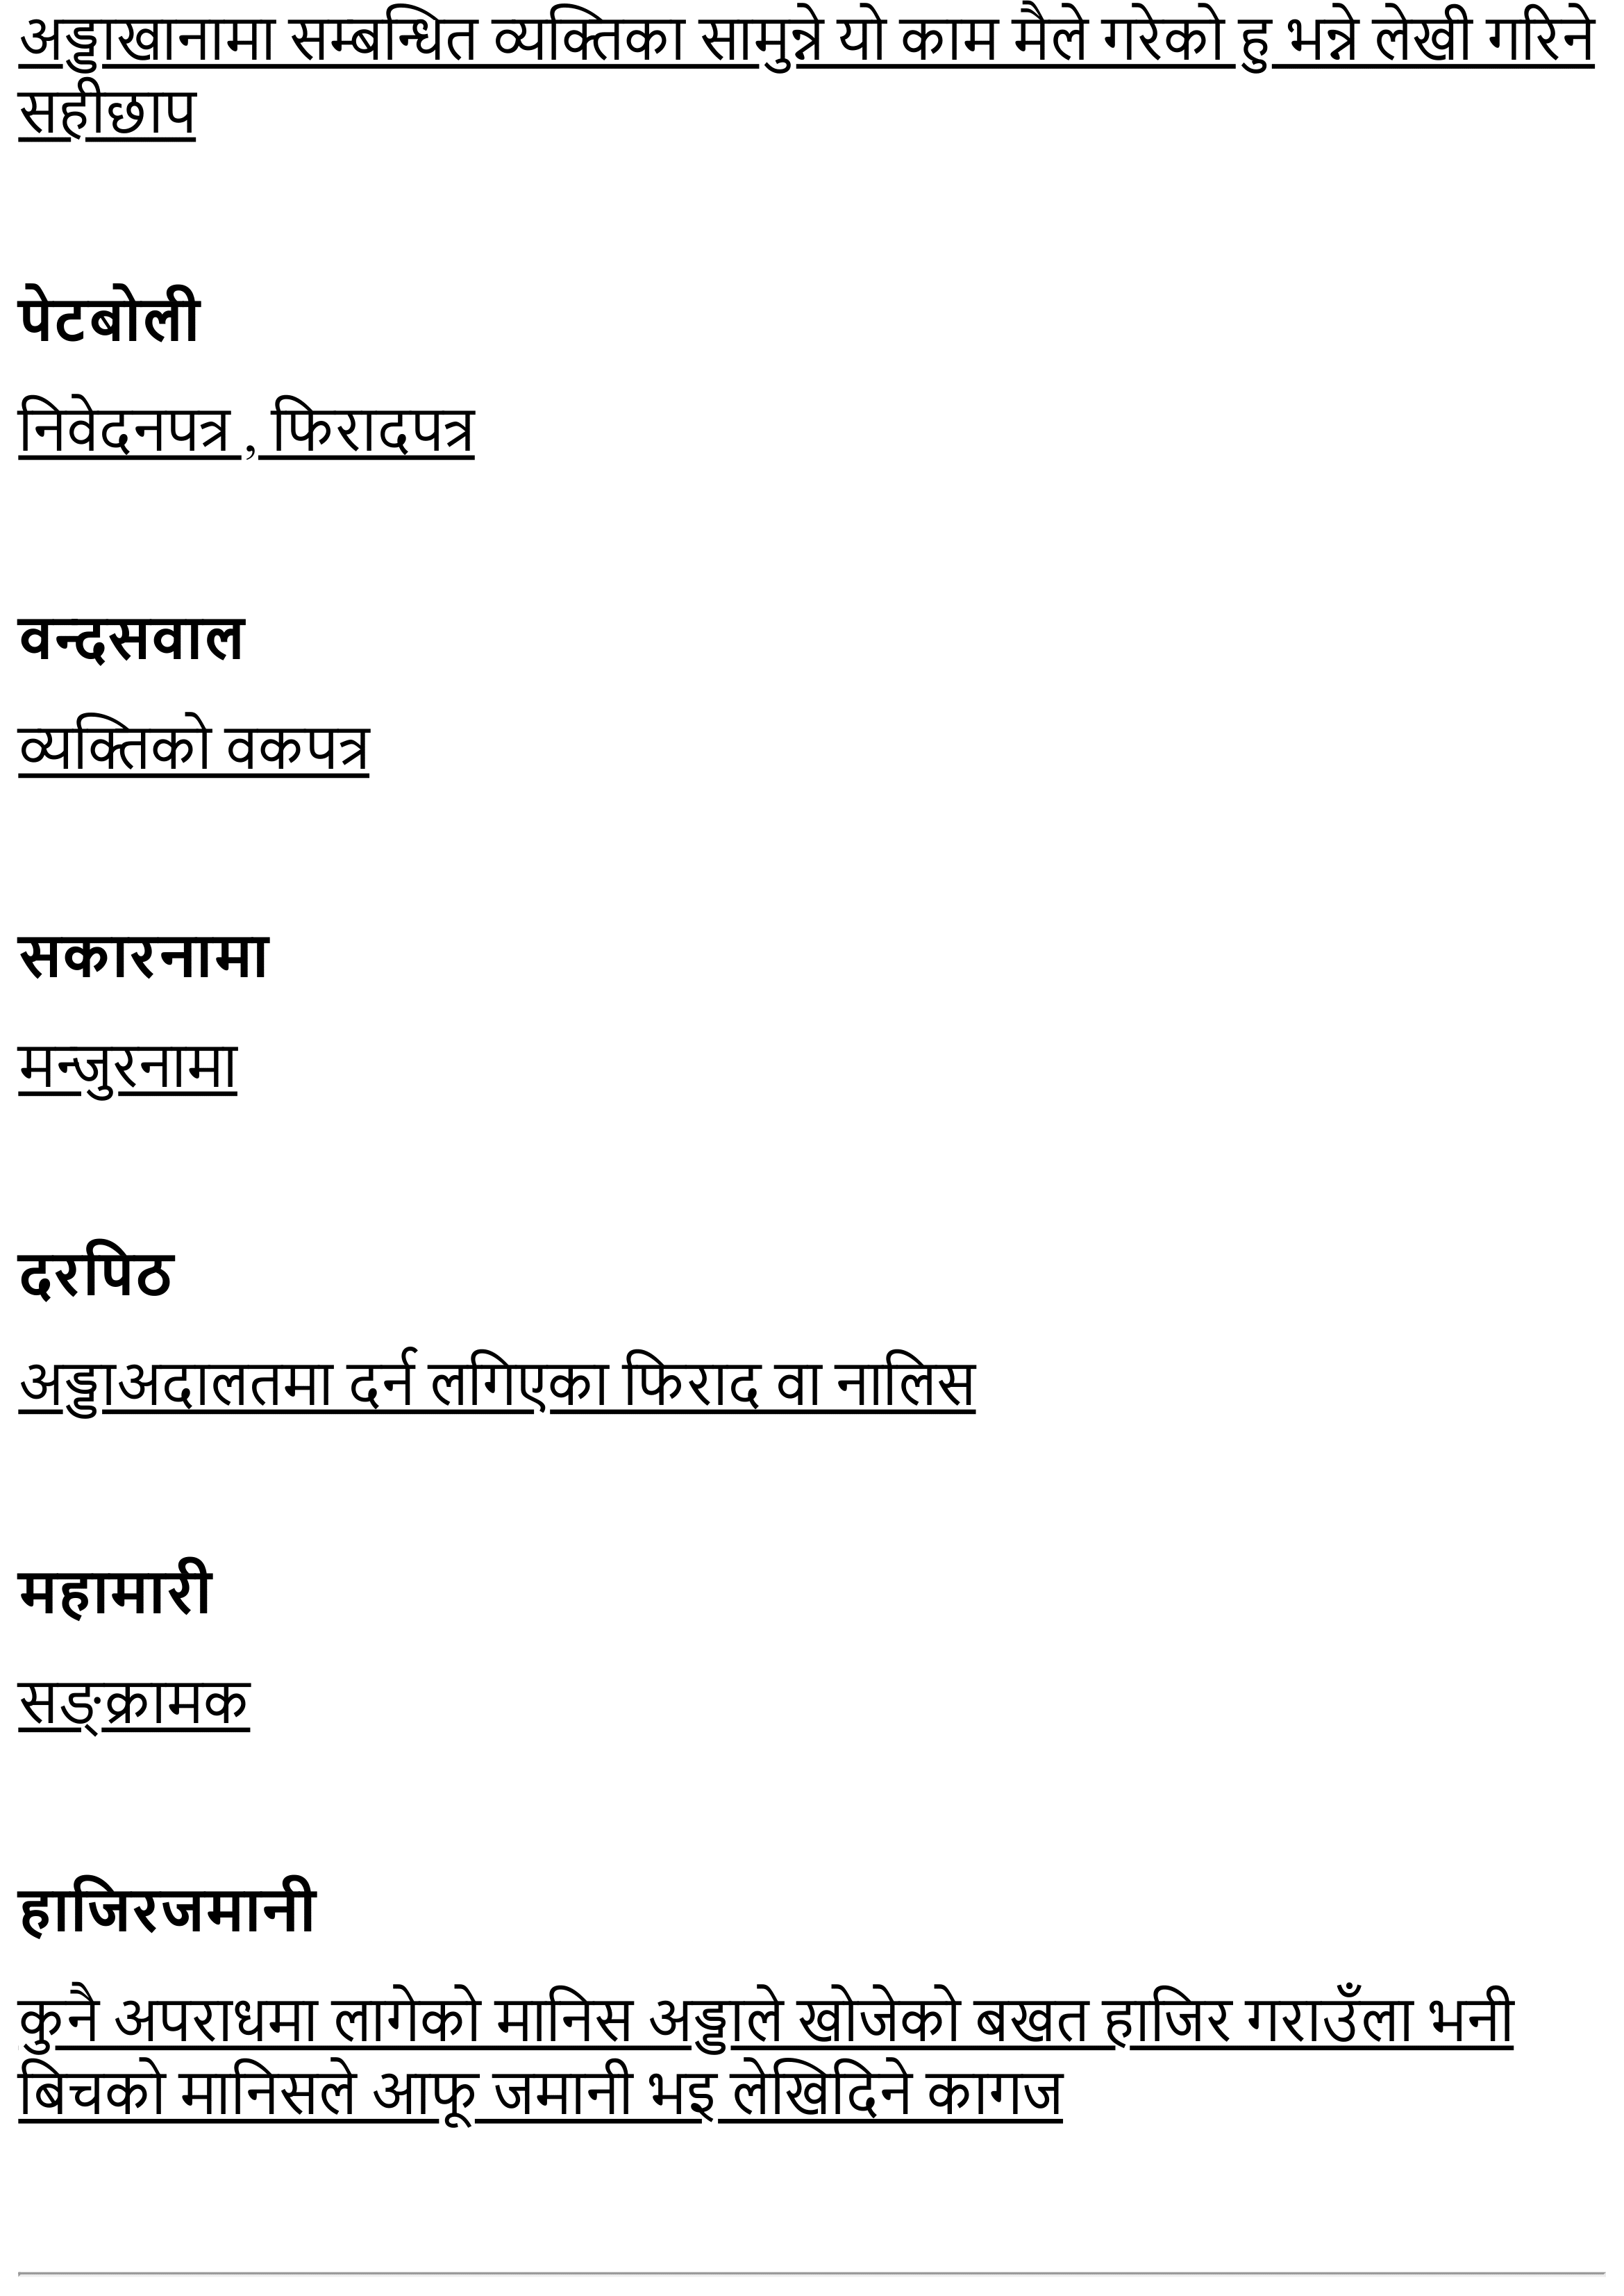 अड्डाखानामा सम्बन्धित व्यक्तिका सामुन्ने यो काम मैले गरेको हु भन्ने लेखी गरिने
सहीछाप
पेटबोली
निवेदनपत्र , फिरादपत्र
वन्दसवाल
व्यक्तिको वकपत्र
सकारनामा
मन्जुरनामा
दरपिठ
अड्डाअदालतमा दर्न लगिएका फिराद वा नालिस
महामारी
सङ्क्रामक
हाजिरजमानी
कुनै अपराधमा लागेको मानिस अड्डाले खोजेको बखत हाजिर गराउँला भनी
बिचको मानिसले आफू जमानी भइ लेखिदिने कागज